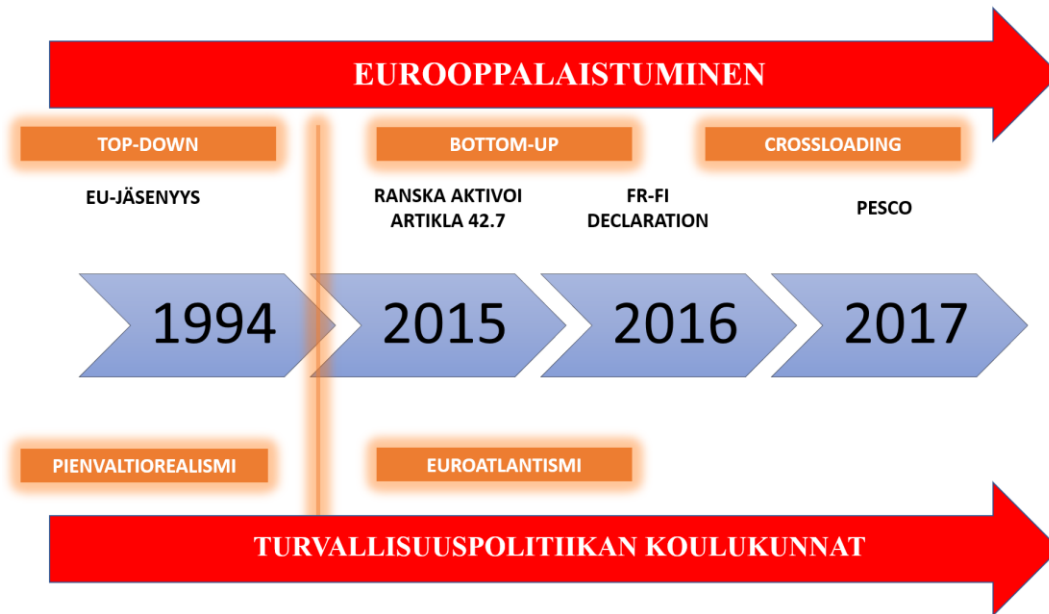 EUROOPPALAISTUMINEN
TOP-DOWN
BOTTOM-UP
CROSSLOADING
EU-JÄSENYYS
RANSKA AKTIVOI
ARTIKLA 42.7
FR-FI
DECLARATION
PESCO
1994
2015
2016
2017
PIENVALTIOREALISMI
EUROATLANTISMI
TURVALLISUUSPOLITIIKAN KOULUKUNNAT